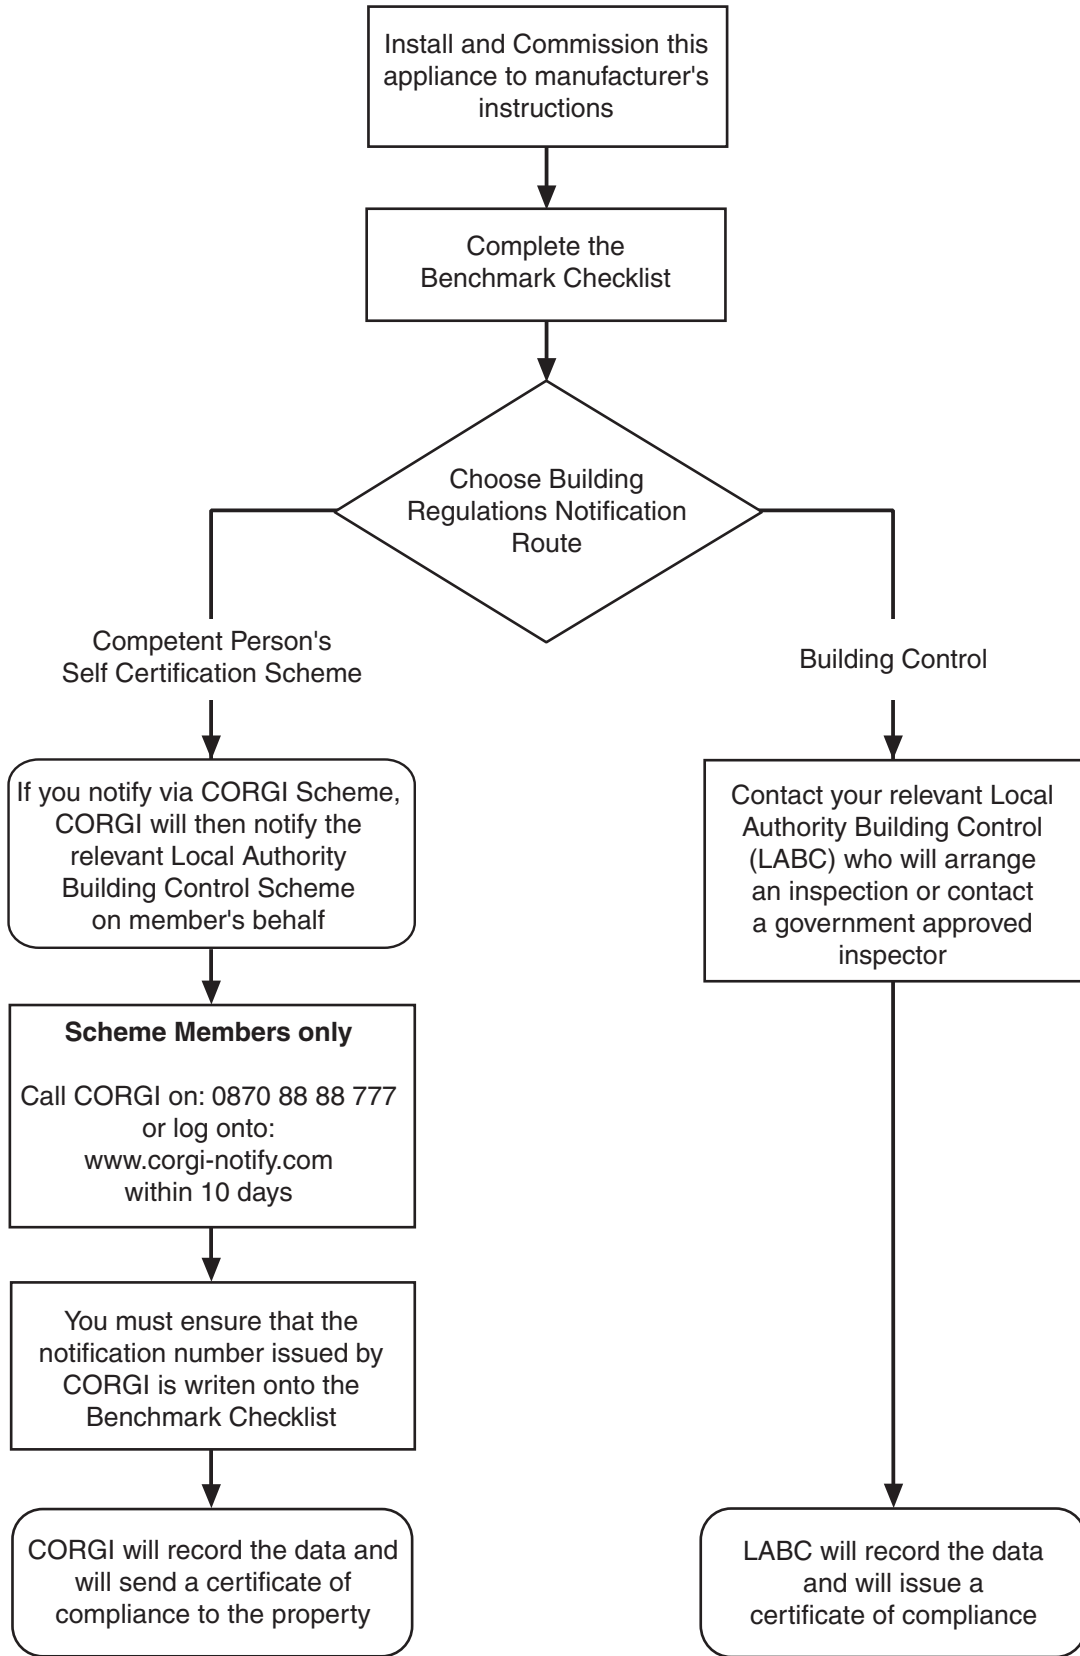 Install and Commission this
appliance to manufacturer's
instructions
Complete the
Benchmark Checklist
Choose Building
Regulations Notification
Route
Competent Person's
Self Certification Scheme
Building Control
If you notify via CORGI Scheme,
CORGI will then notify the
relevant Local Authority
Building Control Scheme
on member's behalf
Contact your relevant Local
Authority Building Control
(LABC) who will arrange
an inspection or contact
a government approved
inspector
Scheme Members only
Call CORGI on: 0870 88 88 777
or log onto:
www.corgi-notify.com
within 10 days
You must ensure that the
notification number issued by
CORGI is writen onto the
Benchmark Checklist
CORGI will record the data and
will send a certificate of
compliance to the property
LABC will record the data
and will issue a
certificate of compliance